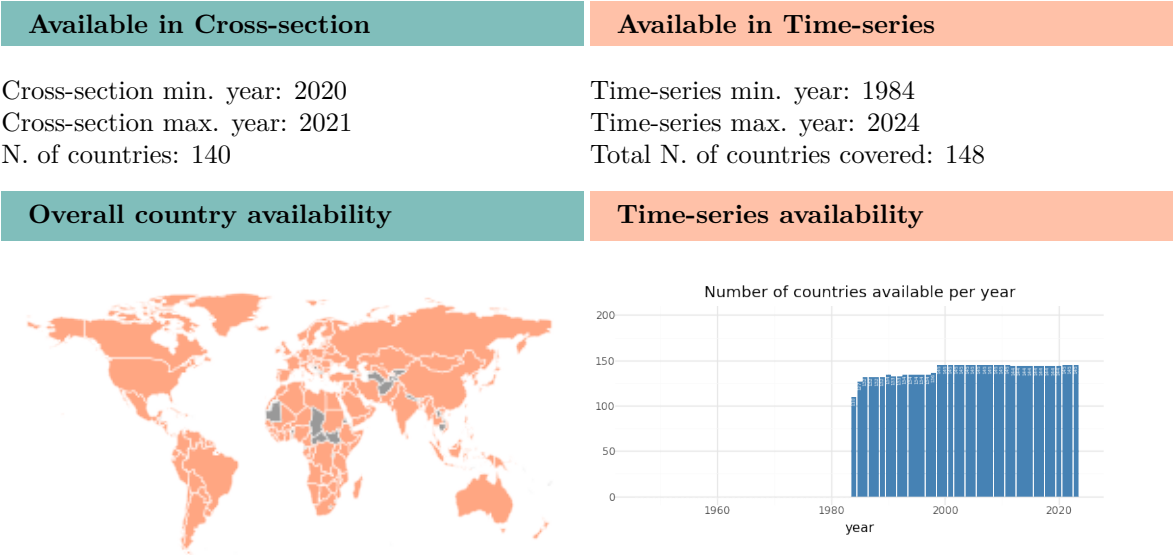 Available in Cross-section
Available in Time-series
Cross-section min. year: 2020
Cross-section max. year: 2021
N. of countries: 140
Time-series min. year: 1984
Time-series max. year: 2024
Total N. of countries covered: 148
Overall country availability
Time-series availability
Number of countries available per year
200
150
100
50
0
1960
1980
2000
2020
year